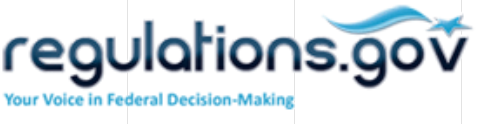 regulations.gov
Your Voice in Federal Decision-Making